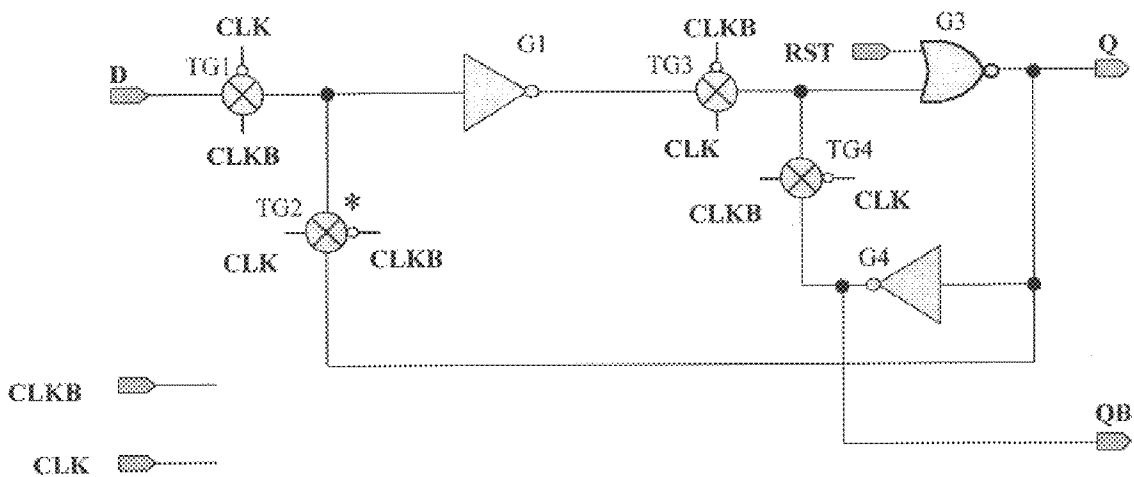 CLK
G1
CLKB
G3
D
TG1
TG3
RST
Q
CLKB
CLK
TG4
TG2
*
CLKB
CLK
CLK
CLKB
G4
CLKB
QB
CLK